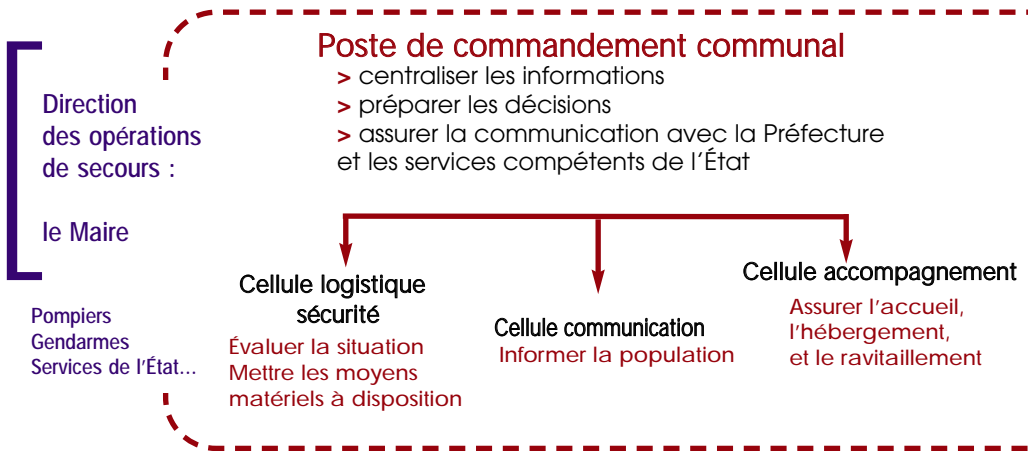 Poste de commandement communal
> centraliser les informations
> préparer les décisions
> assurer la communication avec la Préfecture
et les services compétents de l'État
Direction
des opérations
de secours :
le Maire
Pompiers
Gendarmes
Services de l'État...
Cellule logistique
sécurité
Évaluer la situation
Mettre les moyens
matériels à disposition
Cellule communication
Informer la population
Cellule accompagnement
Assurer l'accueil,
l'hébergement,
et le ravitaillement